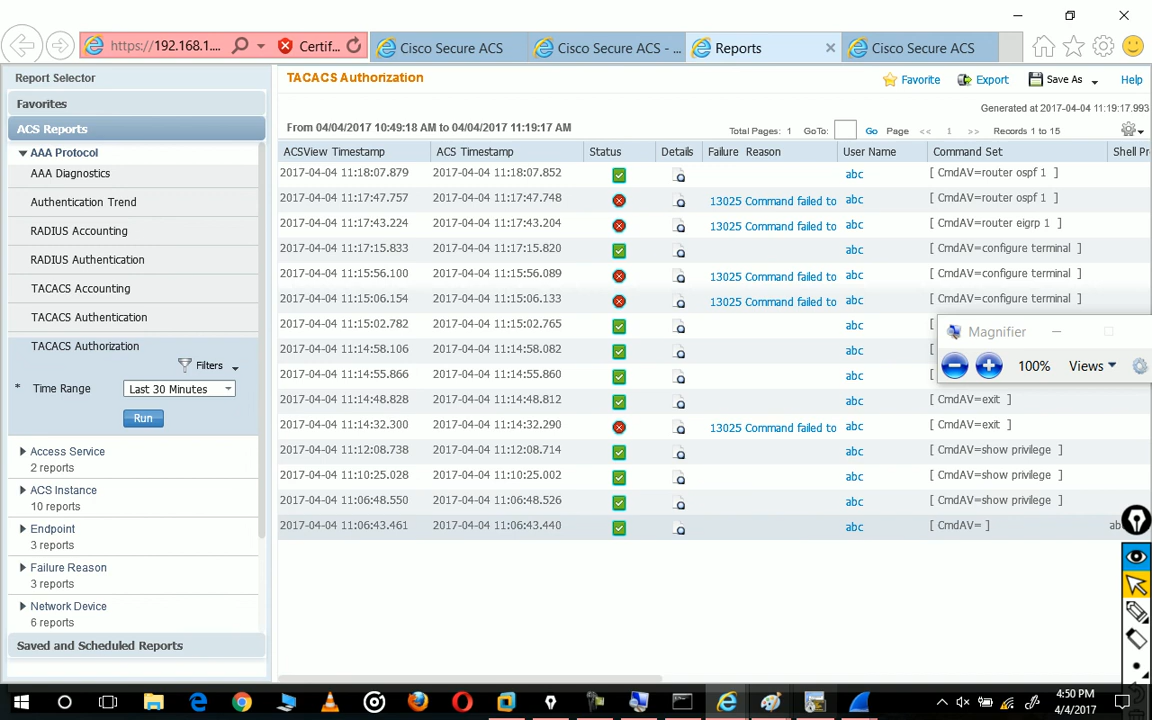 https://192.168.1.... Certif... Cisco Secure ACS Cisco Secure ACS - ... Reports Cisco Secure ACS
Report Selector
Favorites
ACS Reports
AAA Protocol
AAA Diagnostics
Authentication Trend
RADIUS Accounting
RADIUS Authentication
TACACS Accounting
TACACS Authentication
TACACS Authorization
Filters
* Time Range Last 30 Minutes
Run
Access Service
2 reports
ACS Instance
10 reports
Endpoint
3 reports
Failure Reason
3 reports
Network Device
6 reports
Saved and Scheduled Reports
TACACS Authorization
Favorite Export Save As Help
Generated at 2017-04-04 11:19:17.993
From 04/04/2017 10:49:18 AM to 04/04/2017 11:19:17 AM
Total Pages: 1 GoTo: Go Page << 1 >> Records 1 to 15
ACSView Timestamp ACS Timestamp Status Details Failure Reason User Name Command Set Shell Pr
2017-04-04 11:18:07.879 2017-04-04 11:18:07.852 abc [ CmdAV=router ospf 1 ]
2017-04-04 11:17:47.757 2017-04-04 11:17:47.748 13025 Command failed to abc [ CmdAV=router ospf 1 ]
2017-04-04 11:17:43.224 2017-04-04 11:17:43.204 13025 Command failed to abc [ CmdAV=router eigrp 1 ]
2017-04-04 11:17:15.833 2017-04-04 11:17:15.820 abc [ CmdAV=configure terminal ]
2017-04-04 11:15:56.100 2017-04-04 11:15:56.089 13025 Command failed to abc [ CmdAV=configure terminal ]
2017-04-04 11:15:06.154 2017-04-04 11:15:06.133 13025 Command failed to abc [ CmdAV=configure terminal ]
2017-04-04 11:15:02.782 2017-04-04 11:15:02.765 abc [
2017-04-04 11:14:58.106 2017-04-04 11:14:58.082 abc [
2017-04-04 11:14:55.866 2017-04-04 11:14:55.860 abc [
2017-04-04 11:14:48.828 2017-04-04 11:14:48.812 abc [ CmdAV=exit ]
2017-04-04 11:14:32.300 2017-04-04 11:14:32.290 13025 Command failed to abc [ CmdAV=exit ]
2017-04-04 11:12:08.738 2017-04-04 11:12:08.714 abc [ CmdAV=show privilege ]
2017-04-04 11:10:25.028 2017-04-04 11:10:25.002 abc [ CmdAV=show privilege ]
2017-04-04 11:06:48.550 2017-04-04 11:06:48.526 abc [ CmdAV=show privilege ]
2017-04-04 11:06:43.461 2017-04-04 11:06:43.440 abc [ CmdAV= ] ab
Magnifier
100% Views
4:50 PM
4/4/2017